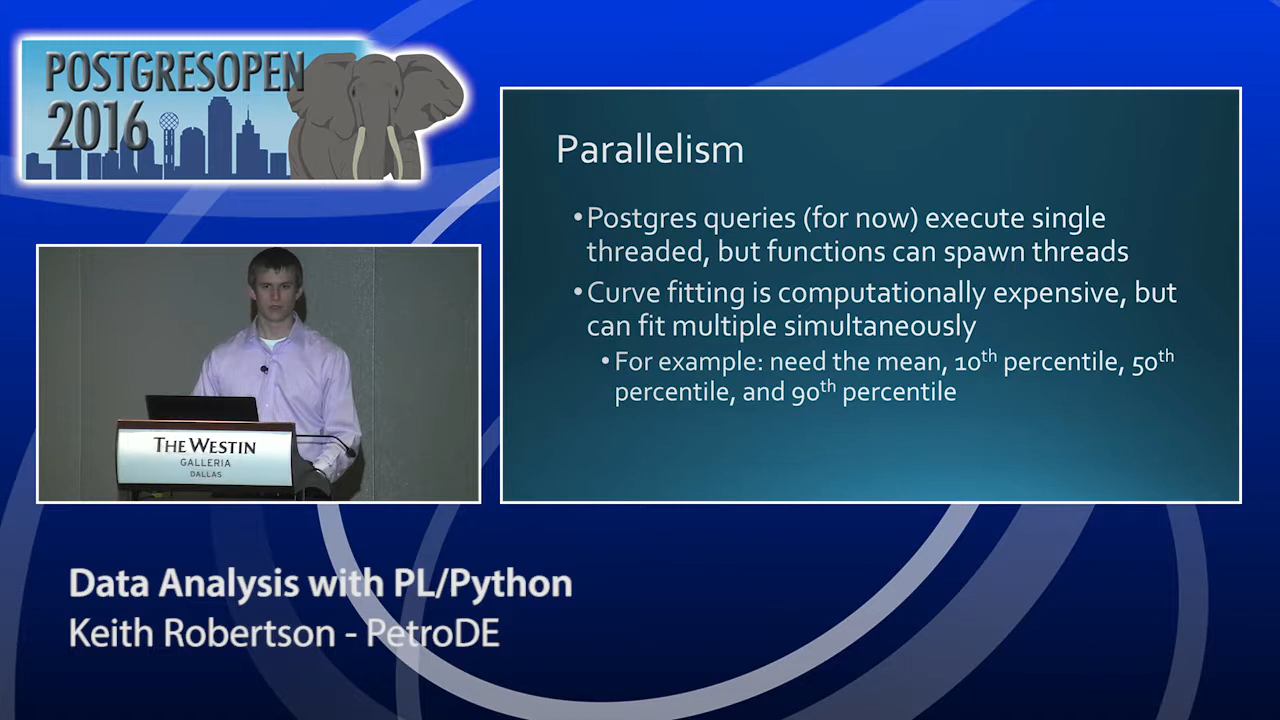 POSTGRESOPEN
2016
Parallelism
•Postgres queries (for now) execute single
threaded, but functions can spawn threads
•Curve fitting is computationally expensive, but
can fit multiple simultaneously
•For example: need the mean, 10th percentile, 50th
percentile, and 90th percentile
THE WESTIN
GALLERIA
DALLAS
Data Analysis with PL/Python
Keith Robertson - PetroDE